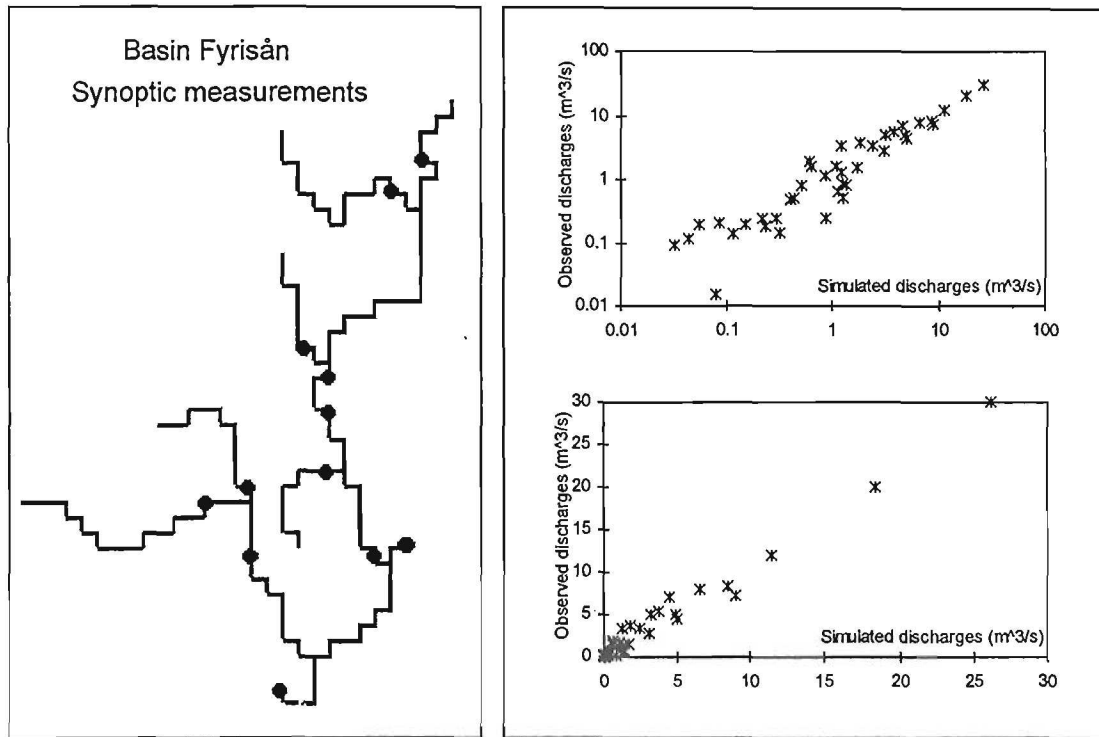 Basin Fyrisån
Synoptic measurements
Observed discharges (m^3/s)
100
10
1
0.1
0.01
Simulated discharges (m^3/s)
0.01 0.1 1 10 100
Observed discharges (m^3/s)
30
25
20
15
10
5
0
Simulated discharges (m^3/s)
0 5 10 15 20 25 30